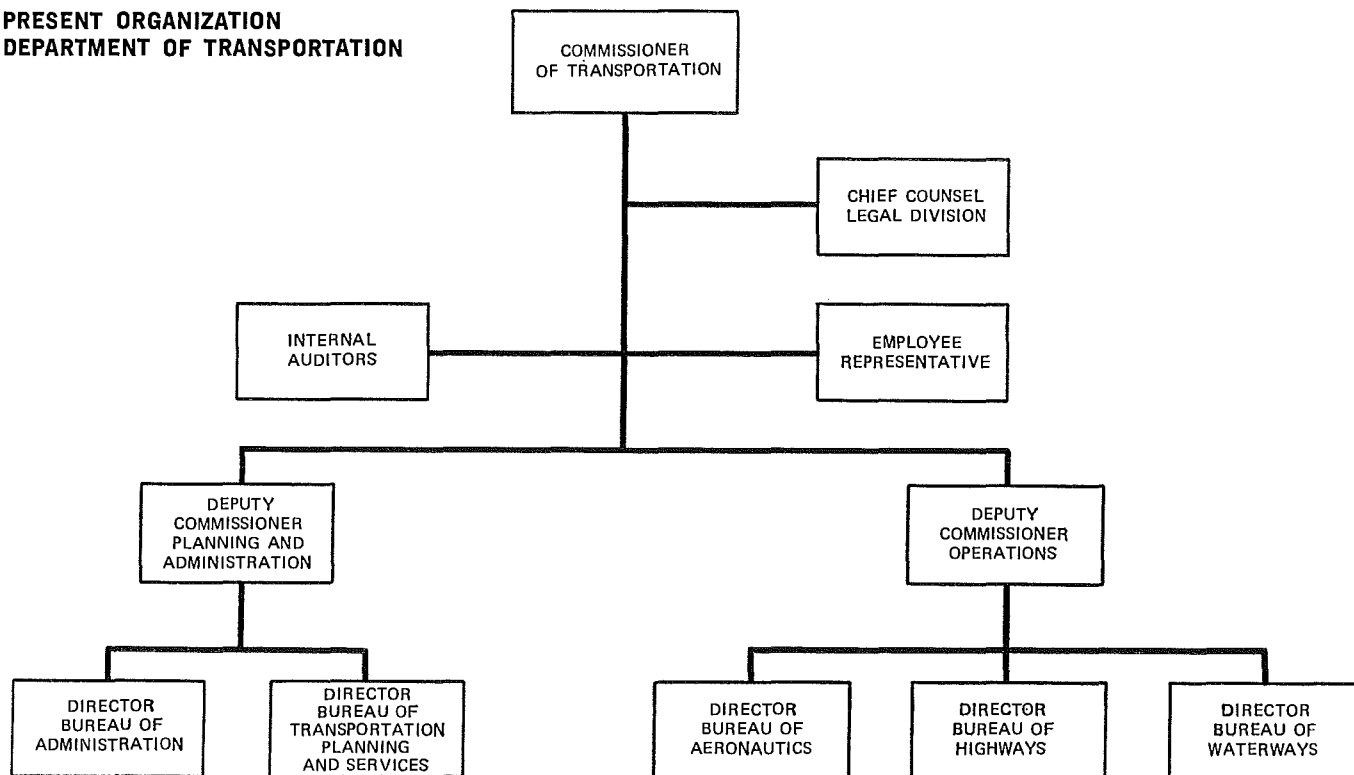 PRESENT ORGANIZATION
DEPARTMENT OF TRANSPORTATION
COMMISSIONER
OF TRANSPORTATION
CHIEF COUNSEL
LEGAL DIVISION
INTERNAL
AUDITORS
EMPLOYEE
REPRESENTATIVE
DEPUTY
COMMISSIONER
PLANNING AND
ADMINISTRATION
DEPUTY
COMMISSIONER
OPERATIONS
DIRECTOR
BUREAU OF
ADMINISTRATION
DIRECTOR
BUREAU OF
TRANSPORTATION
PLANNING
AND SERVICES
DIRECTOR
BUREAU OF
AERONAUTICS
DIRECTOR
BUREAU OF
HIGHWAYS
DIRECTOR
BUREAU OF
WATERWAYS